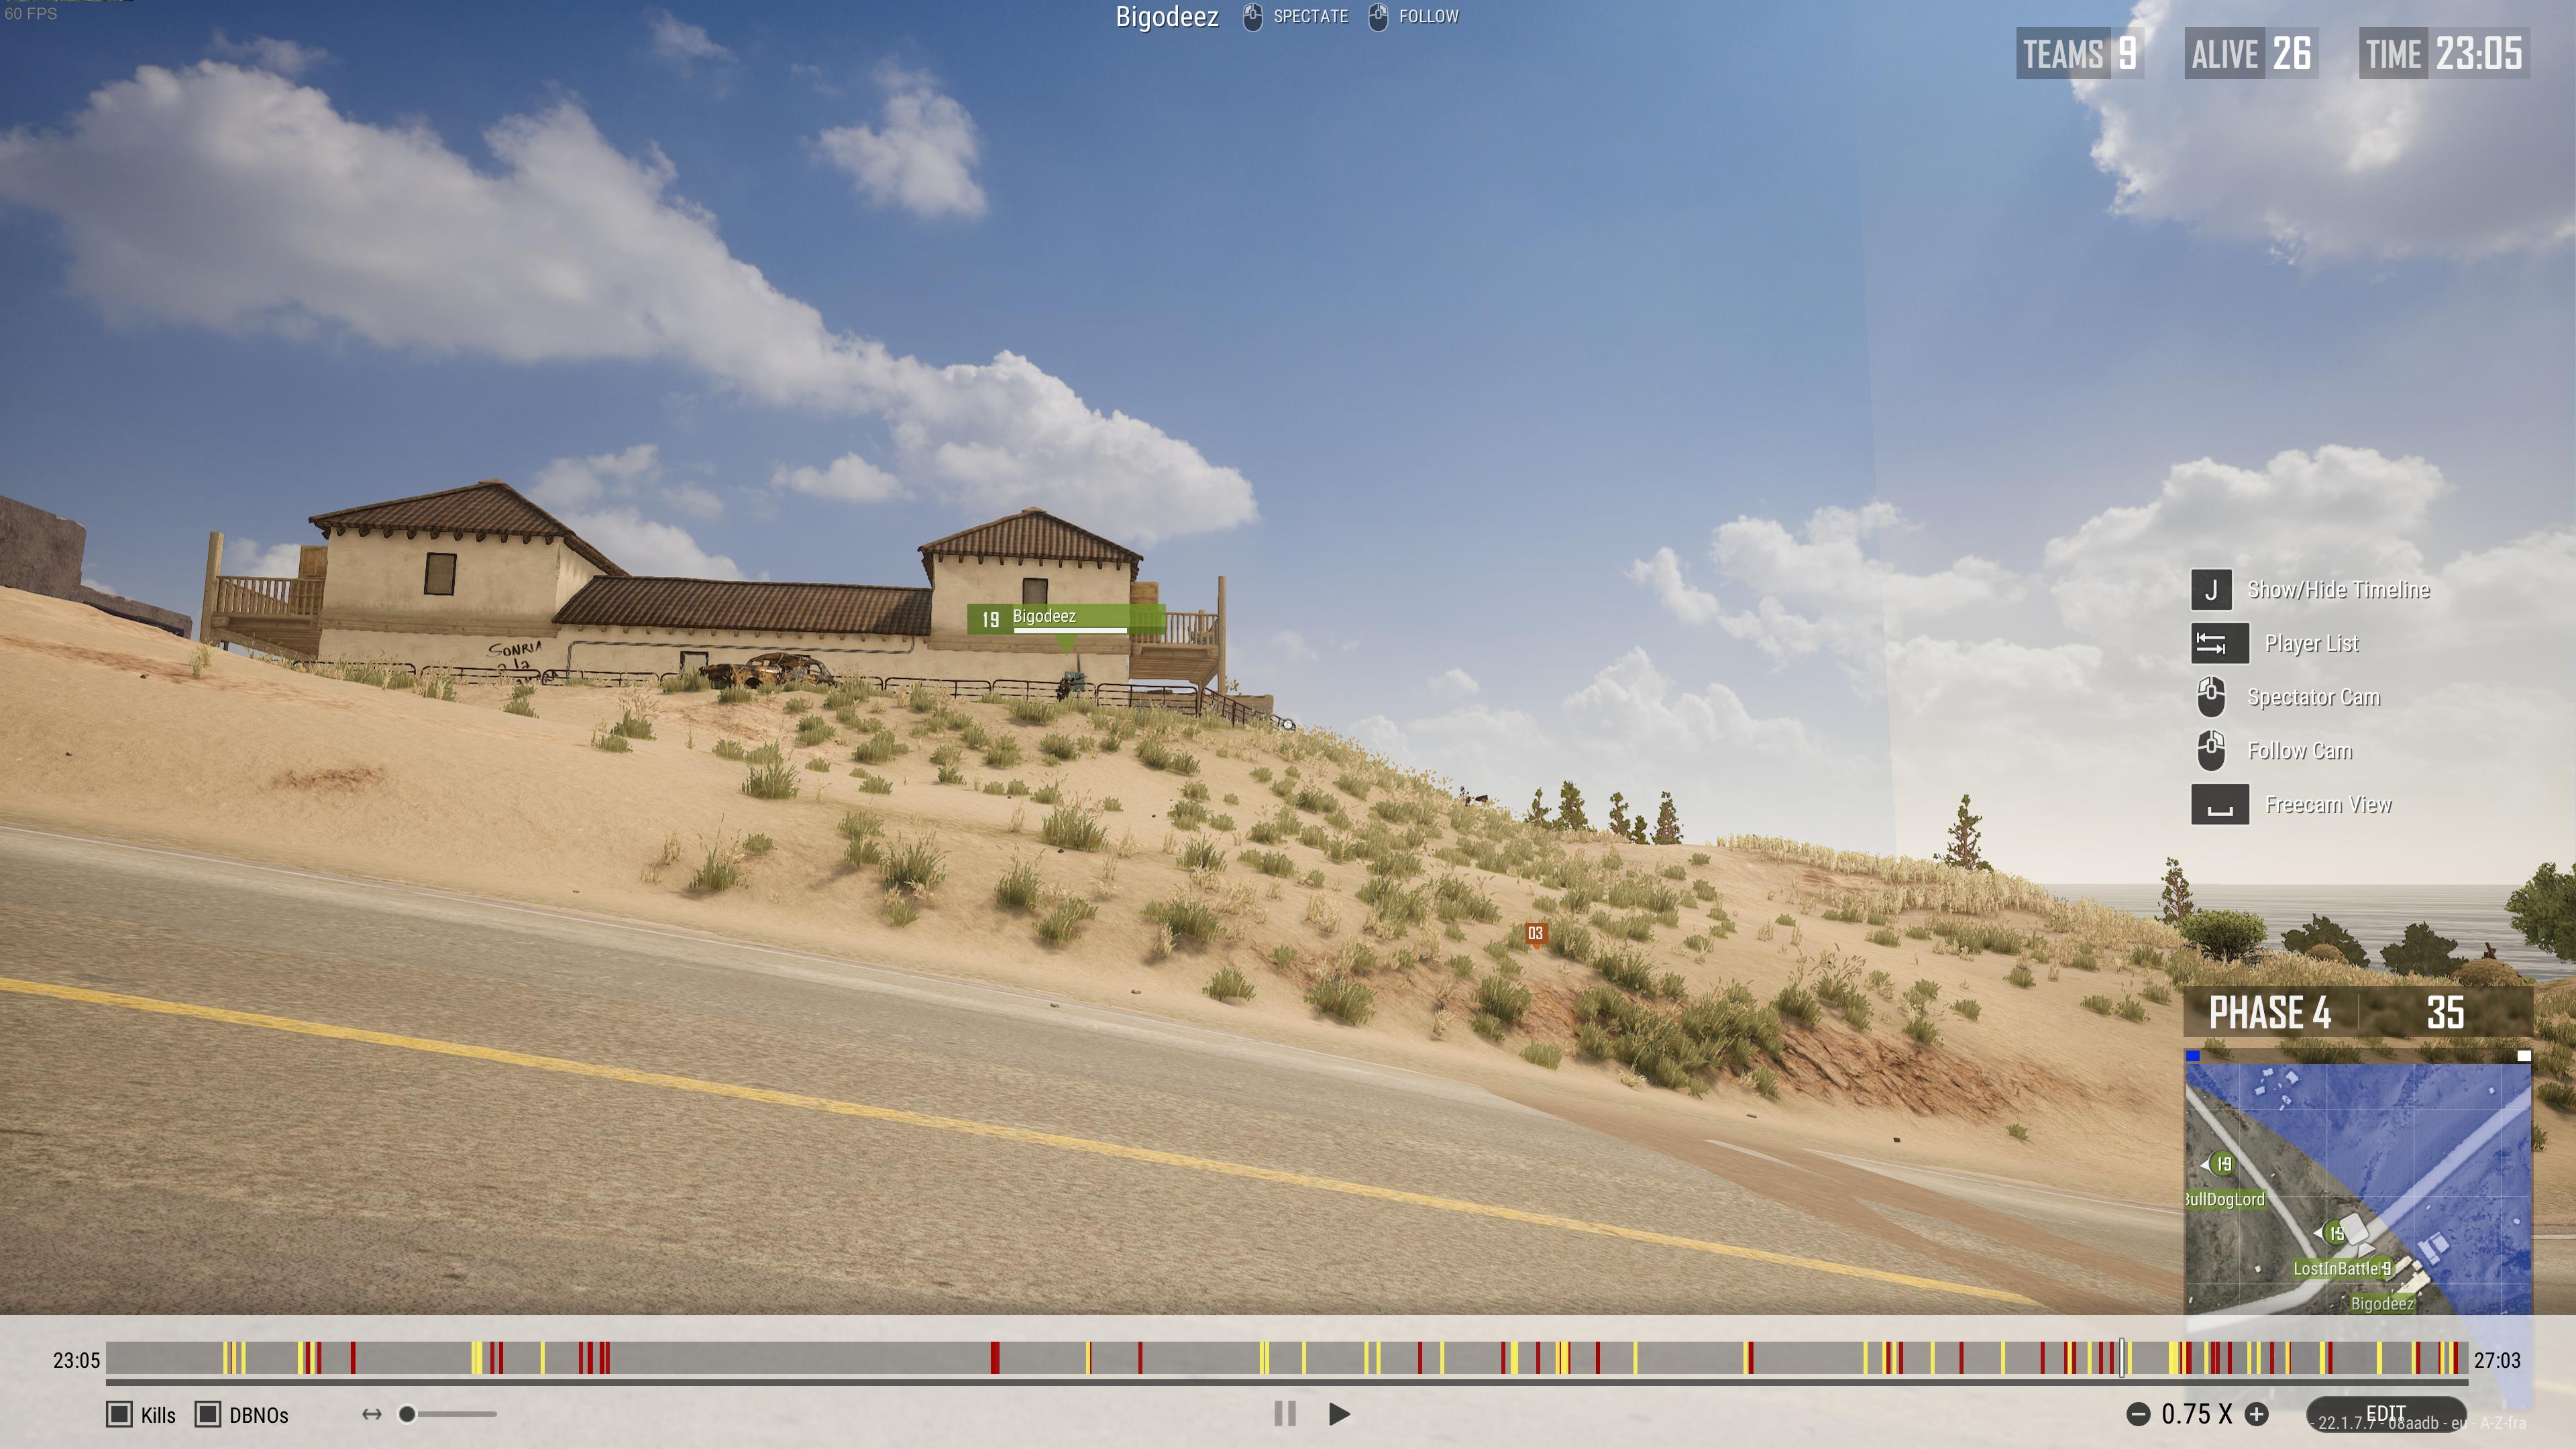 60 FPS
Bigodeez SPECTATE FOLLOW
TEAMS 9 ALIVE 26 TIME 23:05
19 Bigodeez
SONRIA
a la
J Show/Hide Timeline
Player List
Spectator Cam
Follow Cam
Freecam View
03
PHASE 4 35
19
BullDogLord
15
LostInBattle 9
Bigodeez
23:05 27:03
Kills DBNOs 0.75 X EDIT
- 22.1.7.7 - 08aadb - eu - A-Z-fra